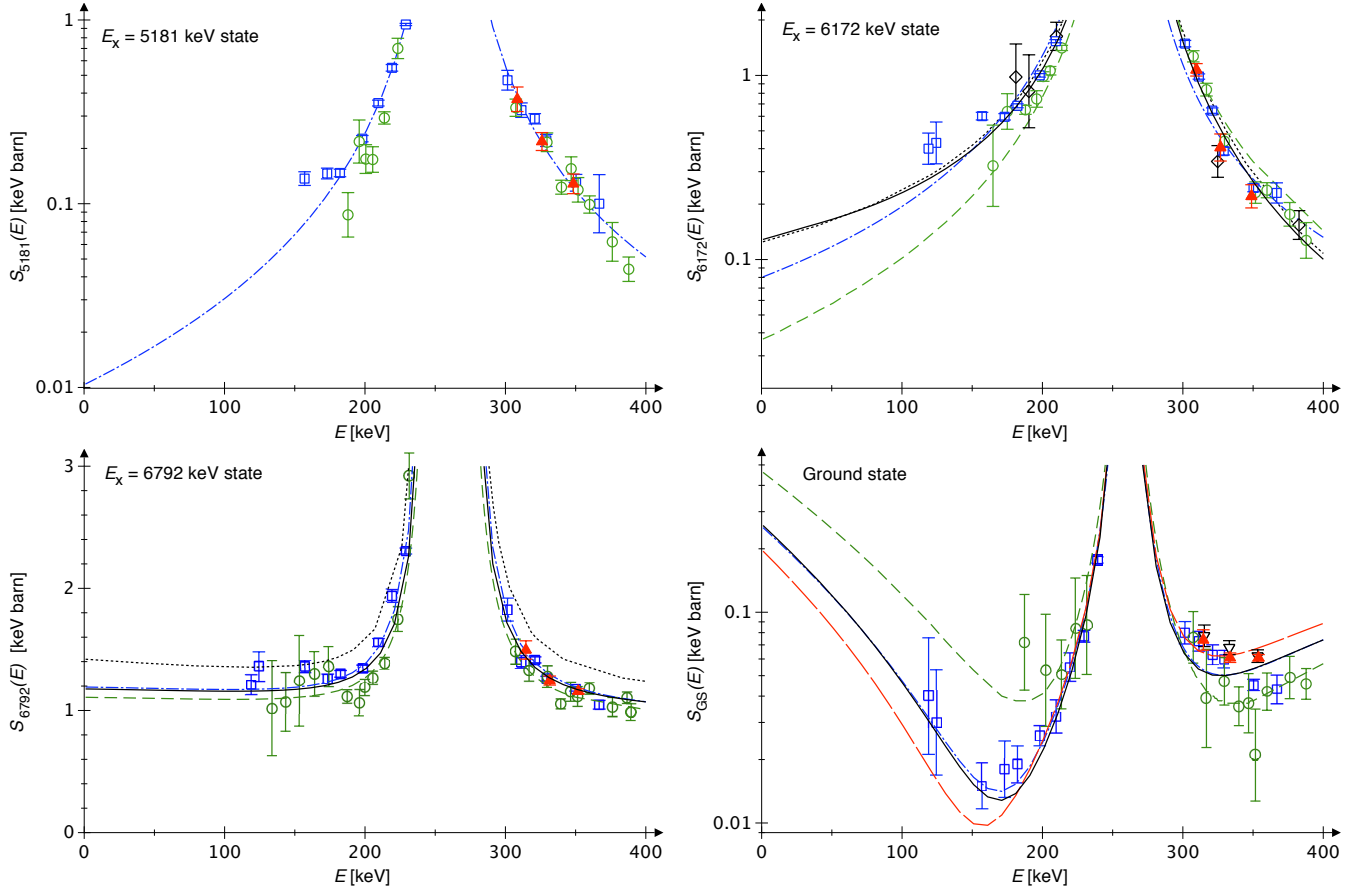 E_x = 5181 keV state
S_5181(E) [keV barn]
1
0.1
0.01
0 100 200 300 400
E [keV]
E_x = 6172 keV state
S_6172(E) [keV barn]
1
0.1
0 100 200 300 400
E [keV]
E_x = 6792 keV state
S_6792(E) [keV barn]
3
2
1
0
0 100 200 300 400
E [keV]
Ground state
S_GS(E) [keV barn]
0.1
0.01
0 100 200 300 400
E [keV]